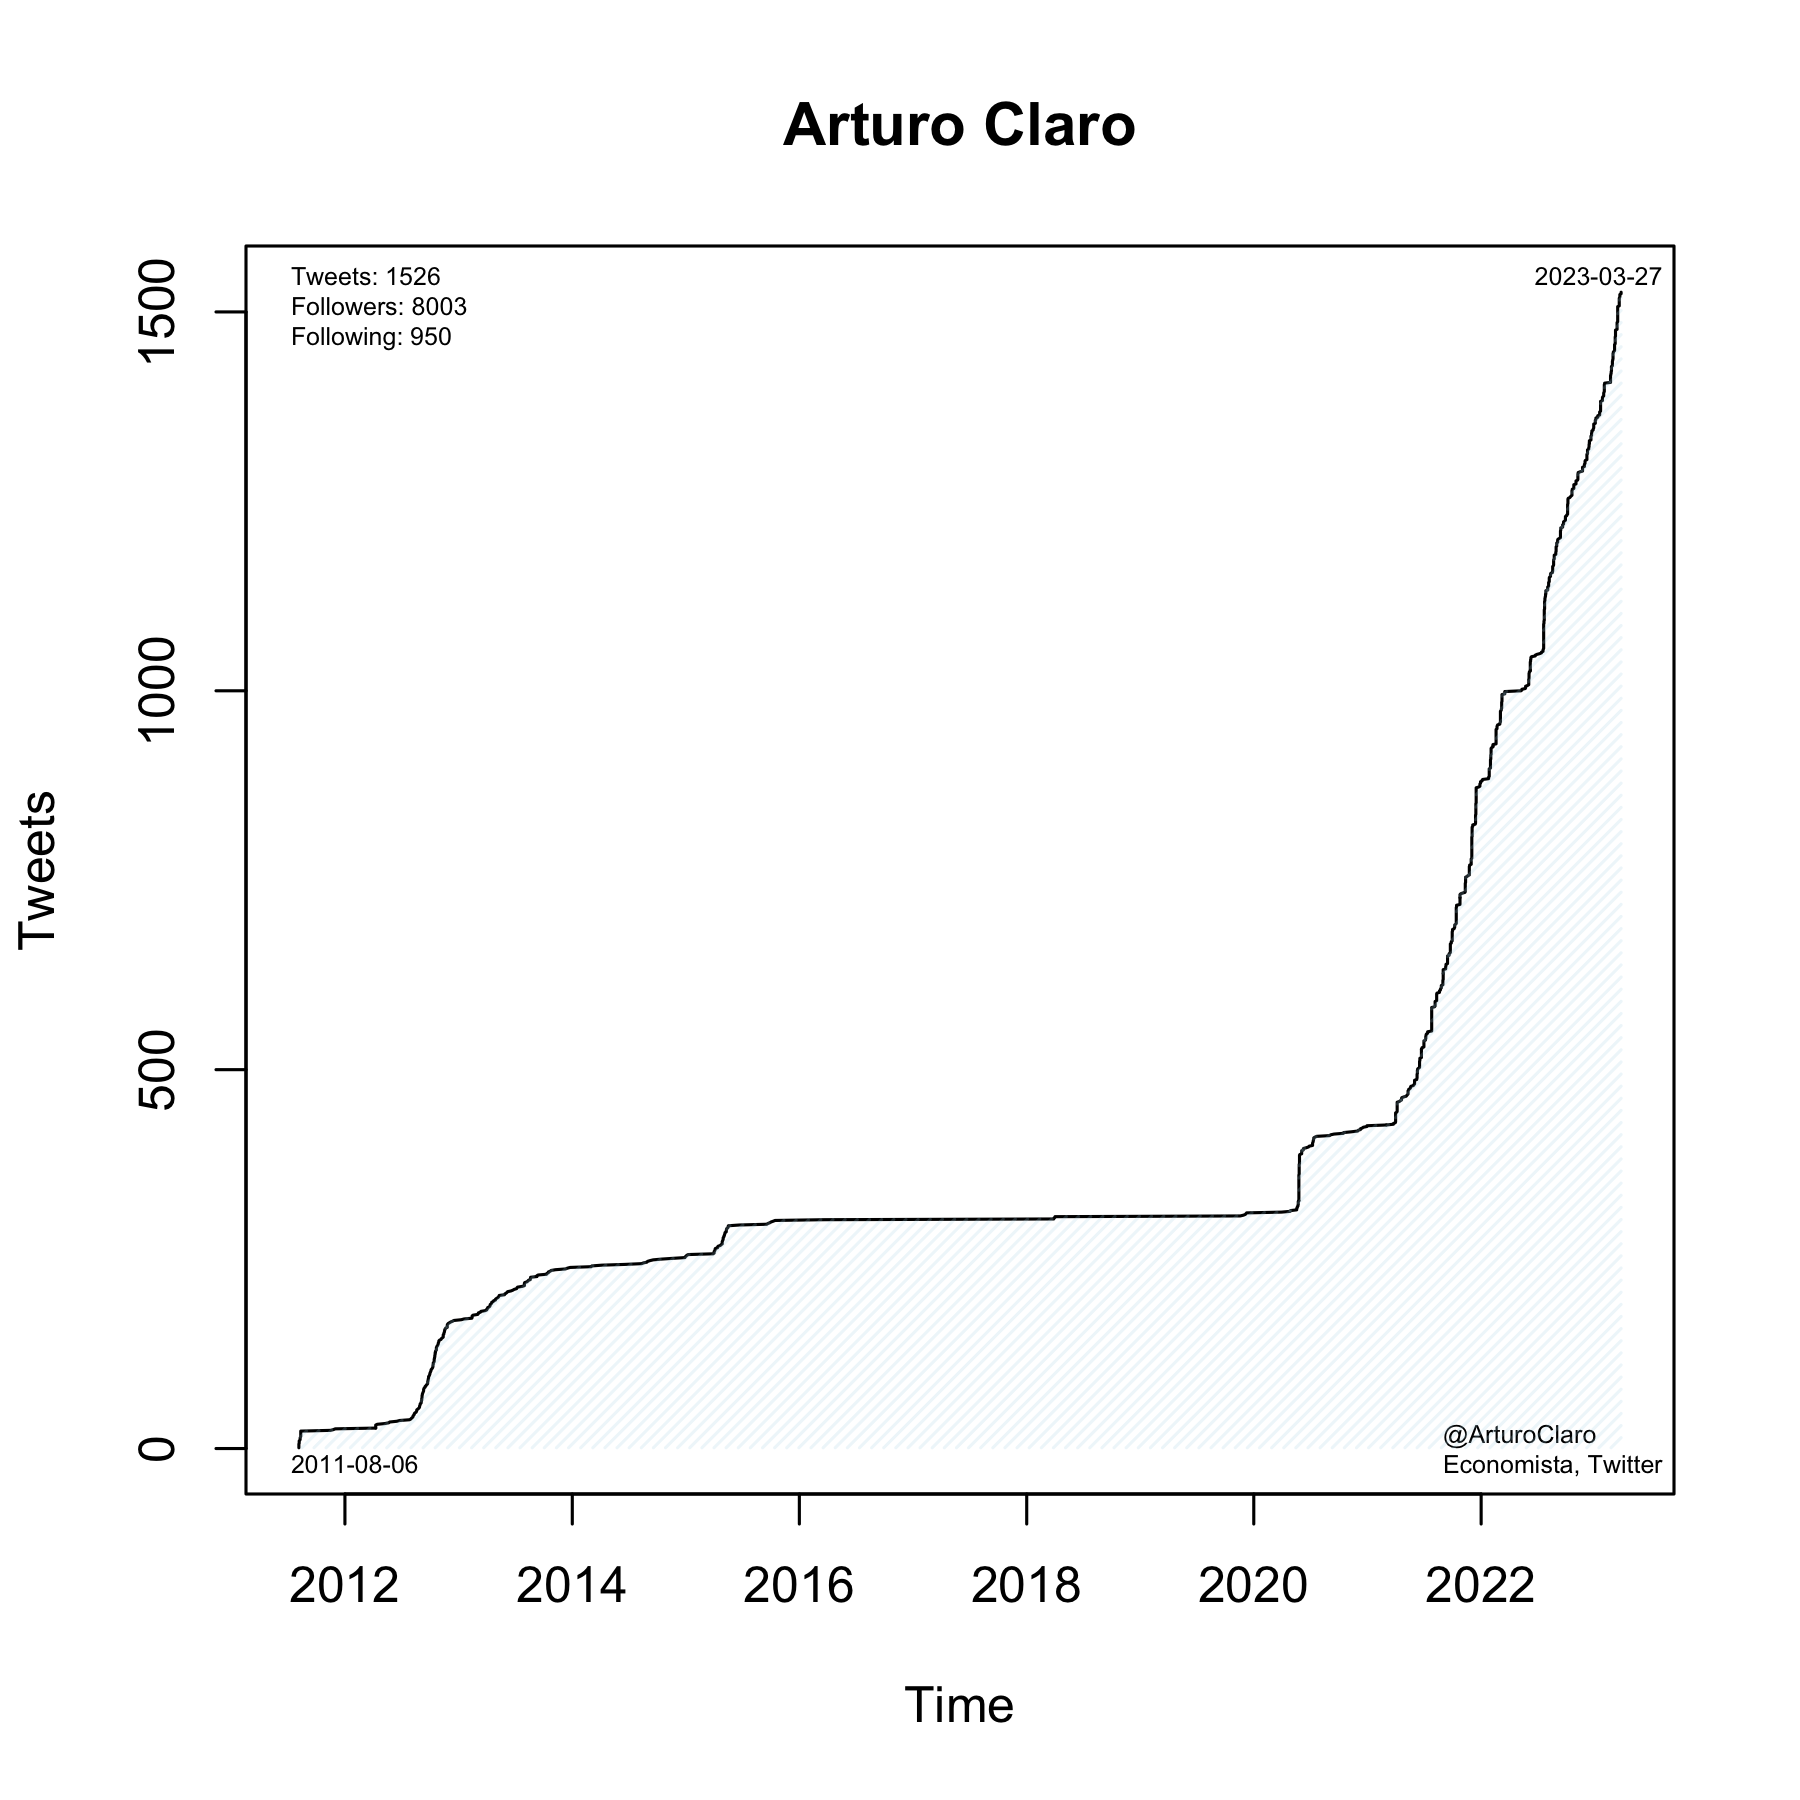 Arturo Claro
Tweets: 1526
Followers: 8003
Following: 950
2023-03-27
1500
1000
500
0
Tweets
@ArturoClaro
Economista, Twitter
2011-08-06
2012 2014 2016 2018 2020 2022
Time